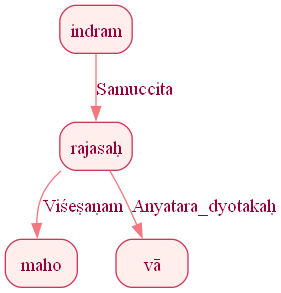 indram
Samuccita
rajasaḥ
Viśeṣaṇam Anyatara_dyotakaḥ
maho vā